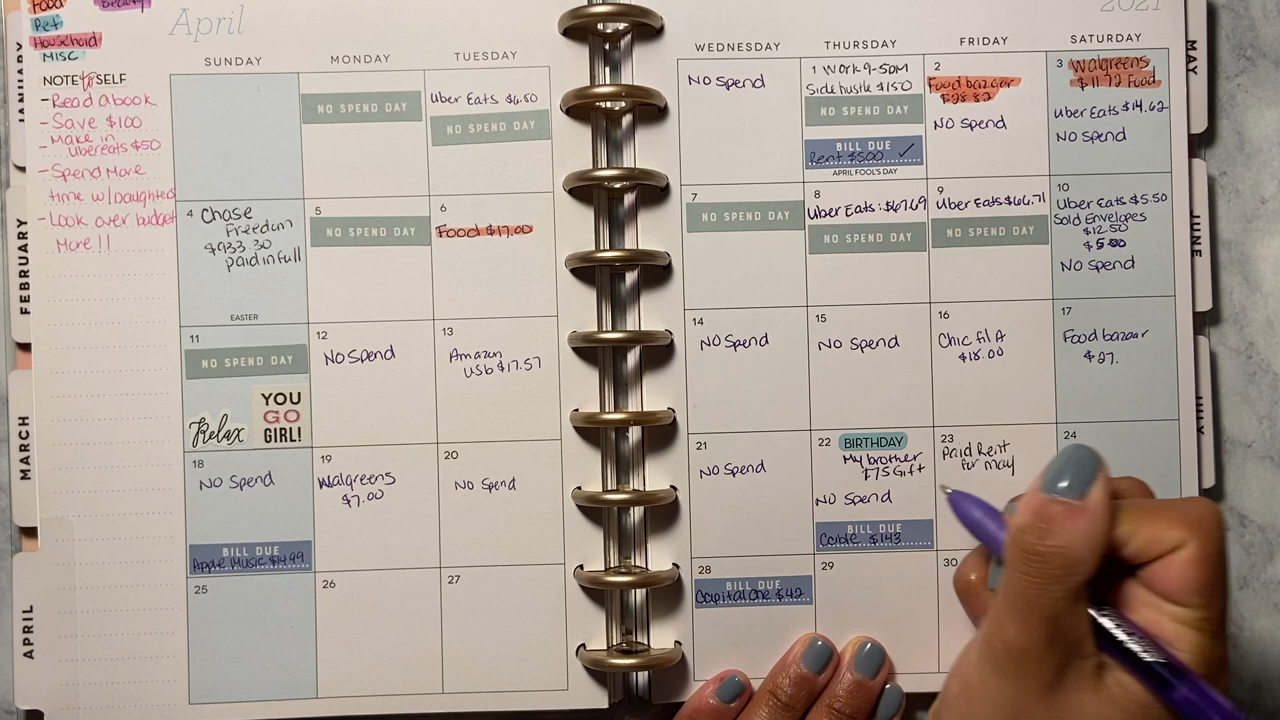 Food
Beauty
Pet
Household
MISC
NOTE to SELF
- Read a book
- Save $100
- Make in
Ubereats $50
- Spend More
time w/Daughters
- Look over budget
More !!
JANUARY
FEBRUARY
MARCH
APRIL
April
2021
MAY
JUNE
JULY
SUNDAY
MONDAY
TUESDAY
WEDNESDAY
THURSDAY
FRIDAY
SATURDAY
NO SPEND DAY
Uber Eats $6.50
NO SPEND DAY
NO Spend
1 Work 9-5pm
Side hustle $150
NO SPEND DAY
BILL DUE
Rent $500 ✓
APRIL FOOL'S DAY
2
Food bazaar
$28.82
NO Spend
3 Walgreens
$11.72 Food
Uber Eats $14.62
NO Spend
4 Chase
Freedom
$933.30
paid in full
EASTER
5
NO SPEND DAY
6
Food $17.00
7
NO SPEND DAY
8
Uber Eats: $67.69
NO SPEND DAY
9
Uber Eats $66.71
NO SPEND DAY
10
Uber Eats $5.50
Sold Envelopes
$12.50
$5.00
NO Spend
11
NO SPEND DAY
Relax
YOU
GO
GIRL!
12
NO Spend
13
Amazon
USb $17.57
14
NO Spend
15
NO Spend
16
Chic fil A
$18.00
17
Food bazaar
$27.
18
NO Spend
BILL DUE
Apple Music $14.99
19
Walgreens
$7.00
20
NO Spend
21
NO Spend
22 BIRTHDAY
My brother
$75 Gift
NO Spend
BILL DUE
Cable $143
23
Paid Rent
for may
24
25
26
27
28
BILL DUE
Capital One $42
29
30